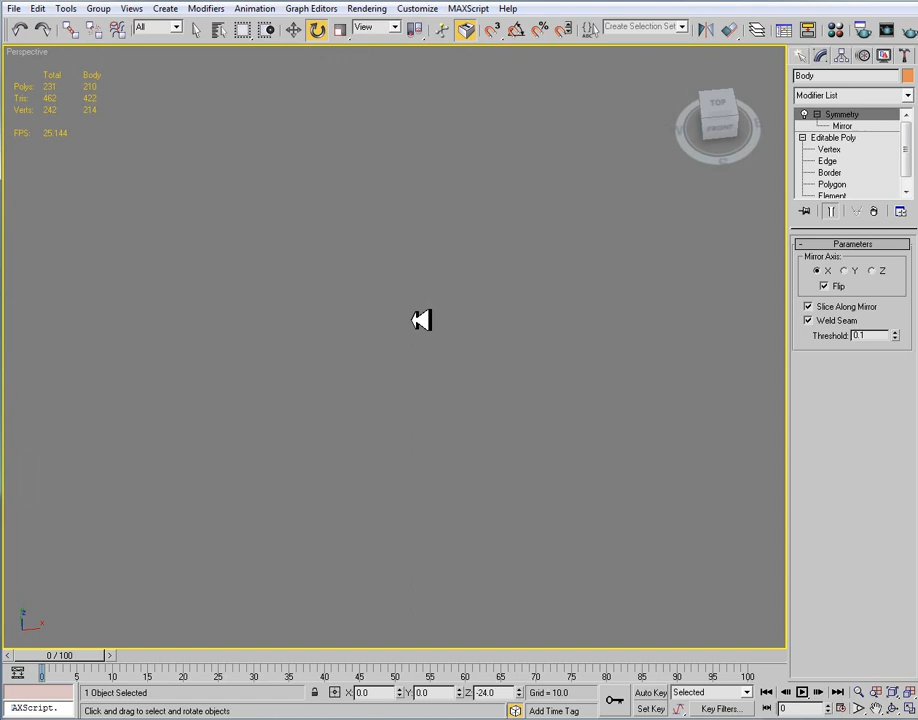 File Edit Tools Group Views Create Modifiers Animation Graph Editors Rendering Customize MAXScript Help
All View 3 Create Selection Set
Perspective
Total Body
Polys: 231 210
Tris: 462 422
Verts: 242 214
FPS: 25.144
TOP
FRONT
Body
Modifier List
Symmetry
Mirror
Editable Poly
Vertex
Edge
Border
Polygon
Element
- Parameters
Mirror Axis:
X Y Z
Flip
Slice Along Mirror
Weld Seam
Threshold: 0.1
z
x
< 0 / 100 >
0 5 10 15 20 25 30 35 40 45 50 55 60 65 70 75 80 85 90 95 100
1 Object Selected X: 0.0 Y: 0.0 Z: -24.0 Grid = 10.0 Auto Key Selected
AXScript. Click and drag to select and rotate objects Add Time Tag Set Key Key Filters... 0